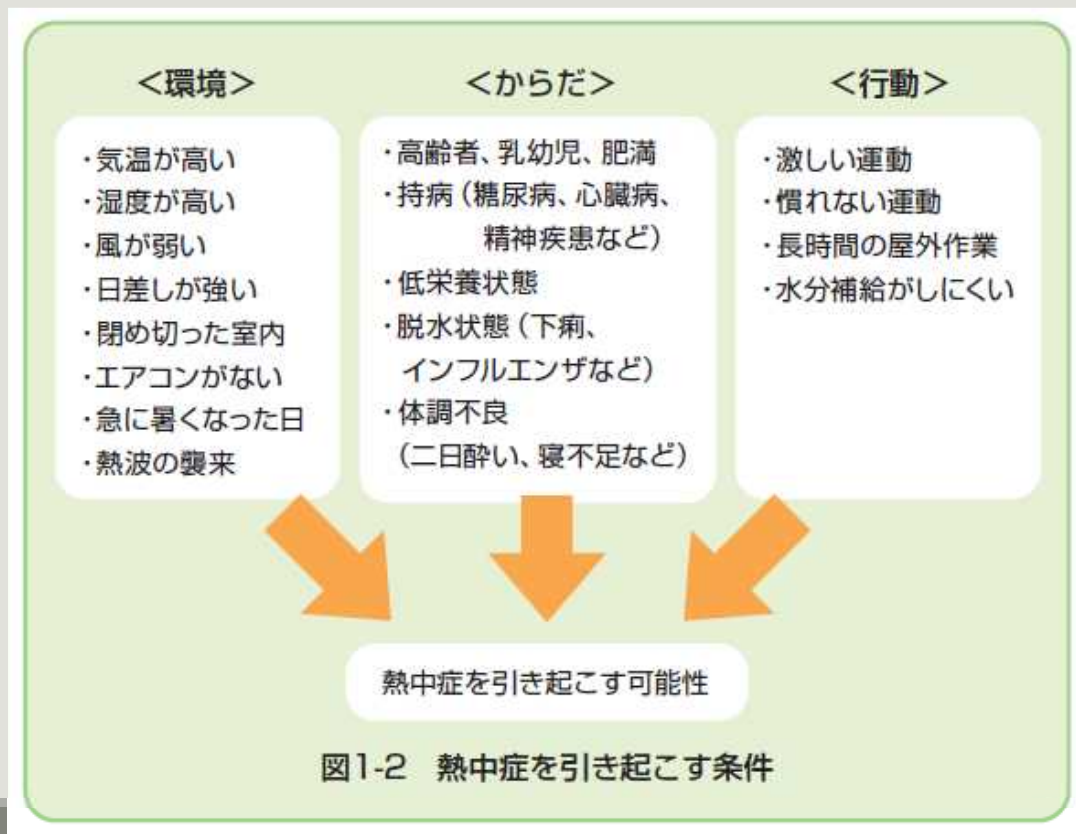 ＜環境＞
・気温が高い
・湿度が高い
・風が弱い
・日差しが強い
・閉め切った室内
・エアコンがない
・急に暑くなった日
・熱波の襲来
＜からだ＞
・高齢者、乳幼児、肥満
・持病（糖尿病、心臓病、
精神疾患など）
・低栄養状態
・脱水状態（下痢、
インフルエンザなど）
・体調不良
（二日酔い、寝不足など）
＜行動＞
・激しい運動
・慣れない運動
・長時間の屋外作業
・水分補給がしにくい
熱中症を引き起こす可能性
図1-2 熱中症を引き起こす条件